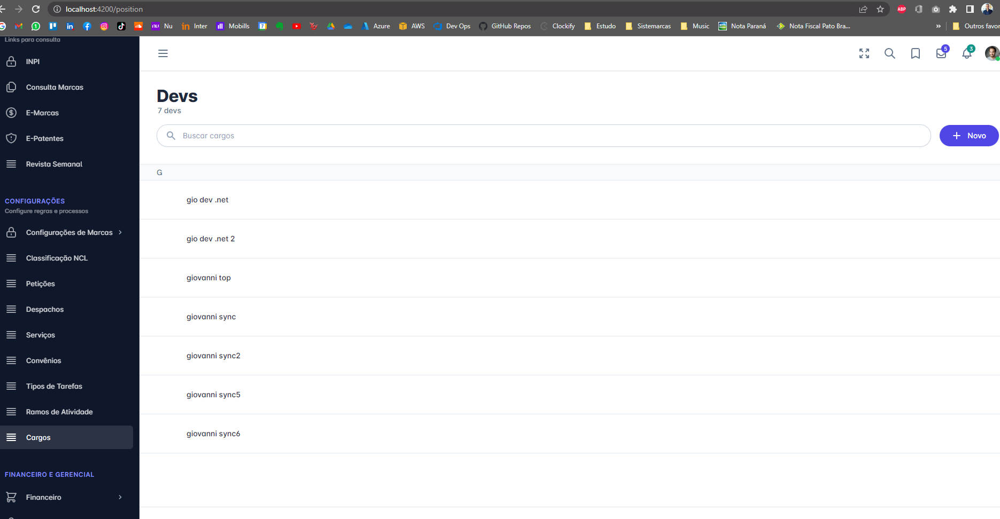 localhost:4200/position
ABP
1
Nu
Inter
Mobills
7
Azure
AWS
Dev Ops
GitHub Repos
Clockify
Estudo
Sistemarcas
Music
Nota Paraná
Nota Fiscal Pato Bra...
»
Outros favor
Links para consulta
INPI
Consulta Marcas
E-Marcas
E-Patentes
Revista Semanal
CONFIGURAÇÕES
Configure regras e processos
Configurações de Marcas
Classificação NCL
Petições
Despachos
Serviços
Convênios
Tipos de Tarefas
Ramos de Atividade
Cargos
FINANCEIRO E GERENCIAL
Financeiro
5
3
Devs
7 devs
Buscar cargos
Novo
G
gio dev .net
gio dev .net 2
giovanni top
giovanni sync
giovanni sync2
giovanni sync5
giovanni sync6